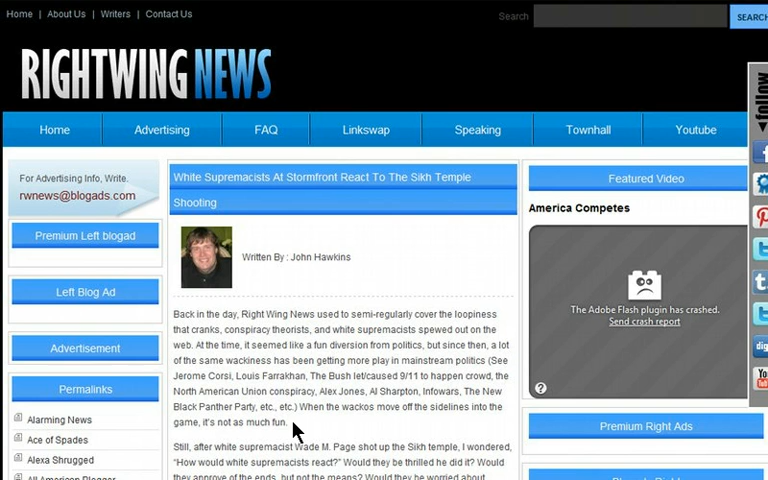 Home | About Us | Writers | Contact Us
Search
SEARCH
RIGHTWING NEWS
Home Advertising FAQ Linkswap Speaking Townhall Youtube
follow
For Advertising Info, Write.
rwnews@blogads.com
Premium Left blogad
Left Blog Ad
Advertisement
Permalinks
Alarming News
Ace of Spades
Alexa Shrugged
All American Blogger
White Supremacists At Stormfront React To The Sikh Temple
Shooting
Written By : John Hawkins
Back in the day, Right Wing News used to semi-regularly cover the loopiness
that cranks, conspiracy theorists, and white supremacists spewed out on the
web. At the time, it seemed like a fun diversion from politics, but since then, a lot
of the same wackiness has been getting more play in mainstream politics (See
Jerome Corsi, Louis Farrakhan, The Bush let/caused 9/11 to happen crowd, the
North American Union conspiracy, Alex Jones, Al Sharpton, Infowars, The New
Black Panther Party, etc., etc.) When the wackos move off the sidelines into the
game, it's not as much fun.
Still, after white supremacist Wade M. Page shot up the Sikh temple, I wondered,
"How would white supremacists react?" Would they be thrilled he did it? Would
they approve of the ends, but not the means? Would they be worried about
Featured Video
America Competes
The Adobe Flash plugin has crashed.
Send crash report
?
Premium Right Ads
digg
You